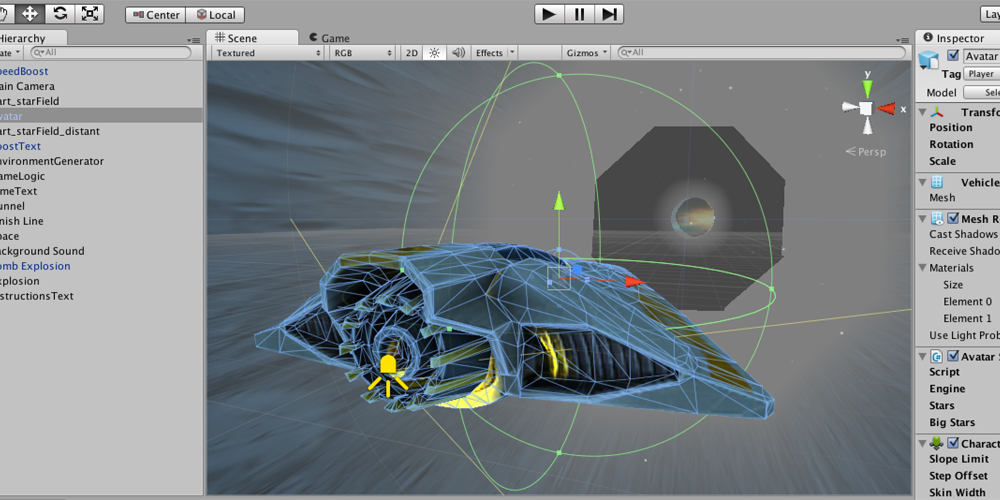 Center Local Lay
Hierarchy Scene Game Inspector
ate All Textured RGB 2D Effects Gizmos All
peedBoost
ain Camera
art_starField
vatar
art_starField_distant
oostText
nvironmentGenerator
ameLogic
meText
unnel
nish Line
pace
ackground Sound
omb Explosion
xplosion
structionsText
y
x
Persp
Avatar
Tag Player
Model Sele
Transfo
Position
Rotation
Scale
Vehicle
Mesh
Mesh R
Cast Shadows
Receive Shado
Materials
Size
Element 0
Element 1
Use Light Prob
Avatar S
Script
Engine
Stars
Big Stars
Charact
Slope Limit
Step Offset
Skin Width